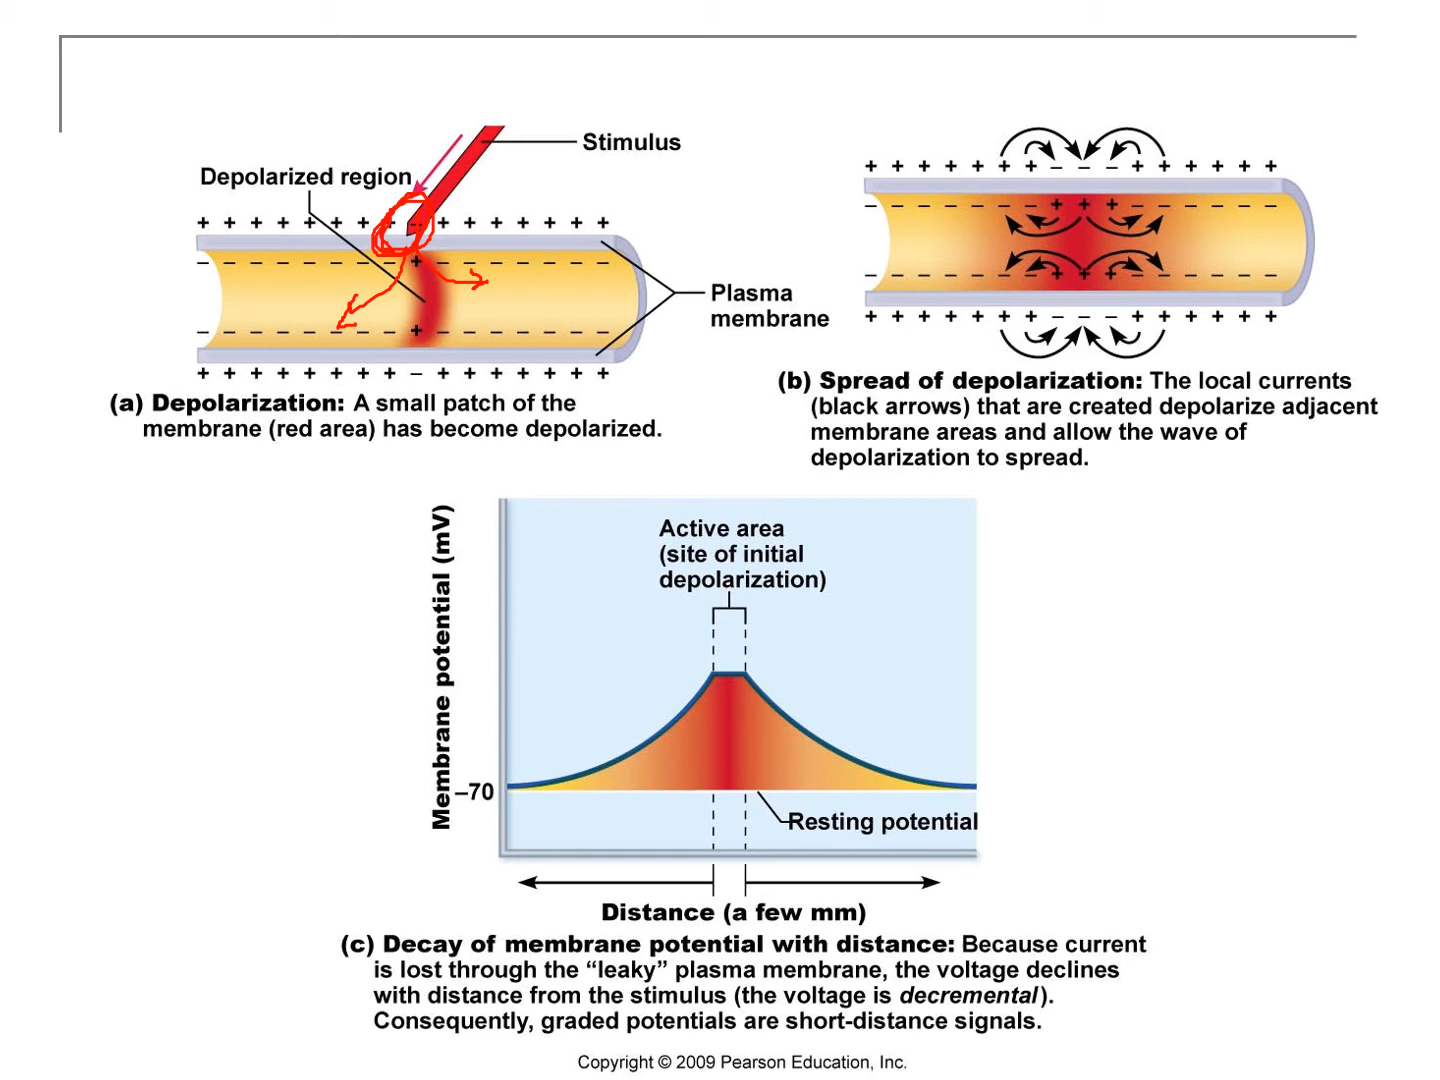 Stimulus
Depolarized region
Plasma
membrane
+ + + + + + + + – + + + + + + +
– – – – – – – – + – – – – – – –
– – – – – – – – + – – – – – – –
+ + + + + + + + – + + + + + + +
(a) Depolarization: A small patch of the
membrane (red area) has become depolarized.
+ + + + + + + – – – + + + + + +
– – – – – – – + + + – – – – – –
– – – – – – – + + + – – – – – –
+ + + + + + + – – – + + + + + +
(b) Spread of depolarization: The local currents
(black arrows) that are created depolarize adjacent
membrane areas and allow the wave of
depolarization to spread.
Membrane potential (mV)
Active area
(site of initial
depolarization)
–70
Resting potential
Distance (a few mm)
(c) Decay of membrane potential with distance: Because current
is lost through the “leaky” plasma membrane, the voltage declines
with distance from the stimulus (the voltage is decremental).
Consequently, graded potentials are short-distance signals.
Copyright © 2009 Pearson Education, Inc.